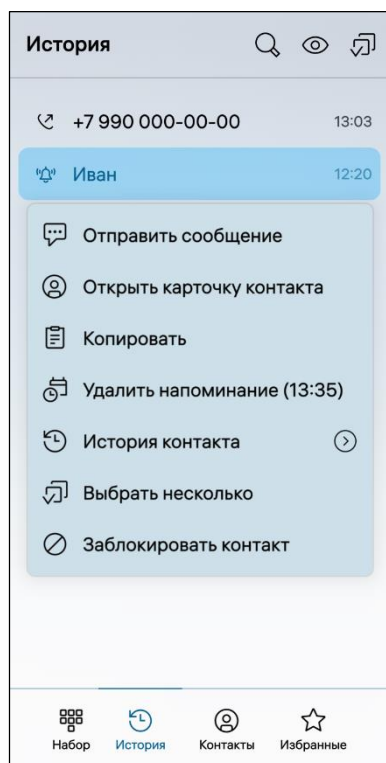 История
+7 990 000-00-00 13:03
Иван 12:20
Отправить сообщение
Открыть карточку контакта
Копировать
Удалить напоминание (13:35)
История контакта
Выбрать несколько
Заблокировать контакт
Набор История Контакты Избранные